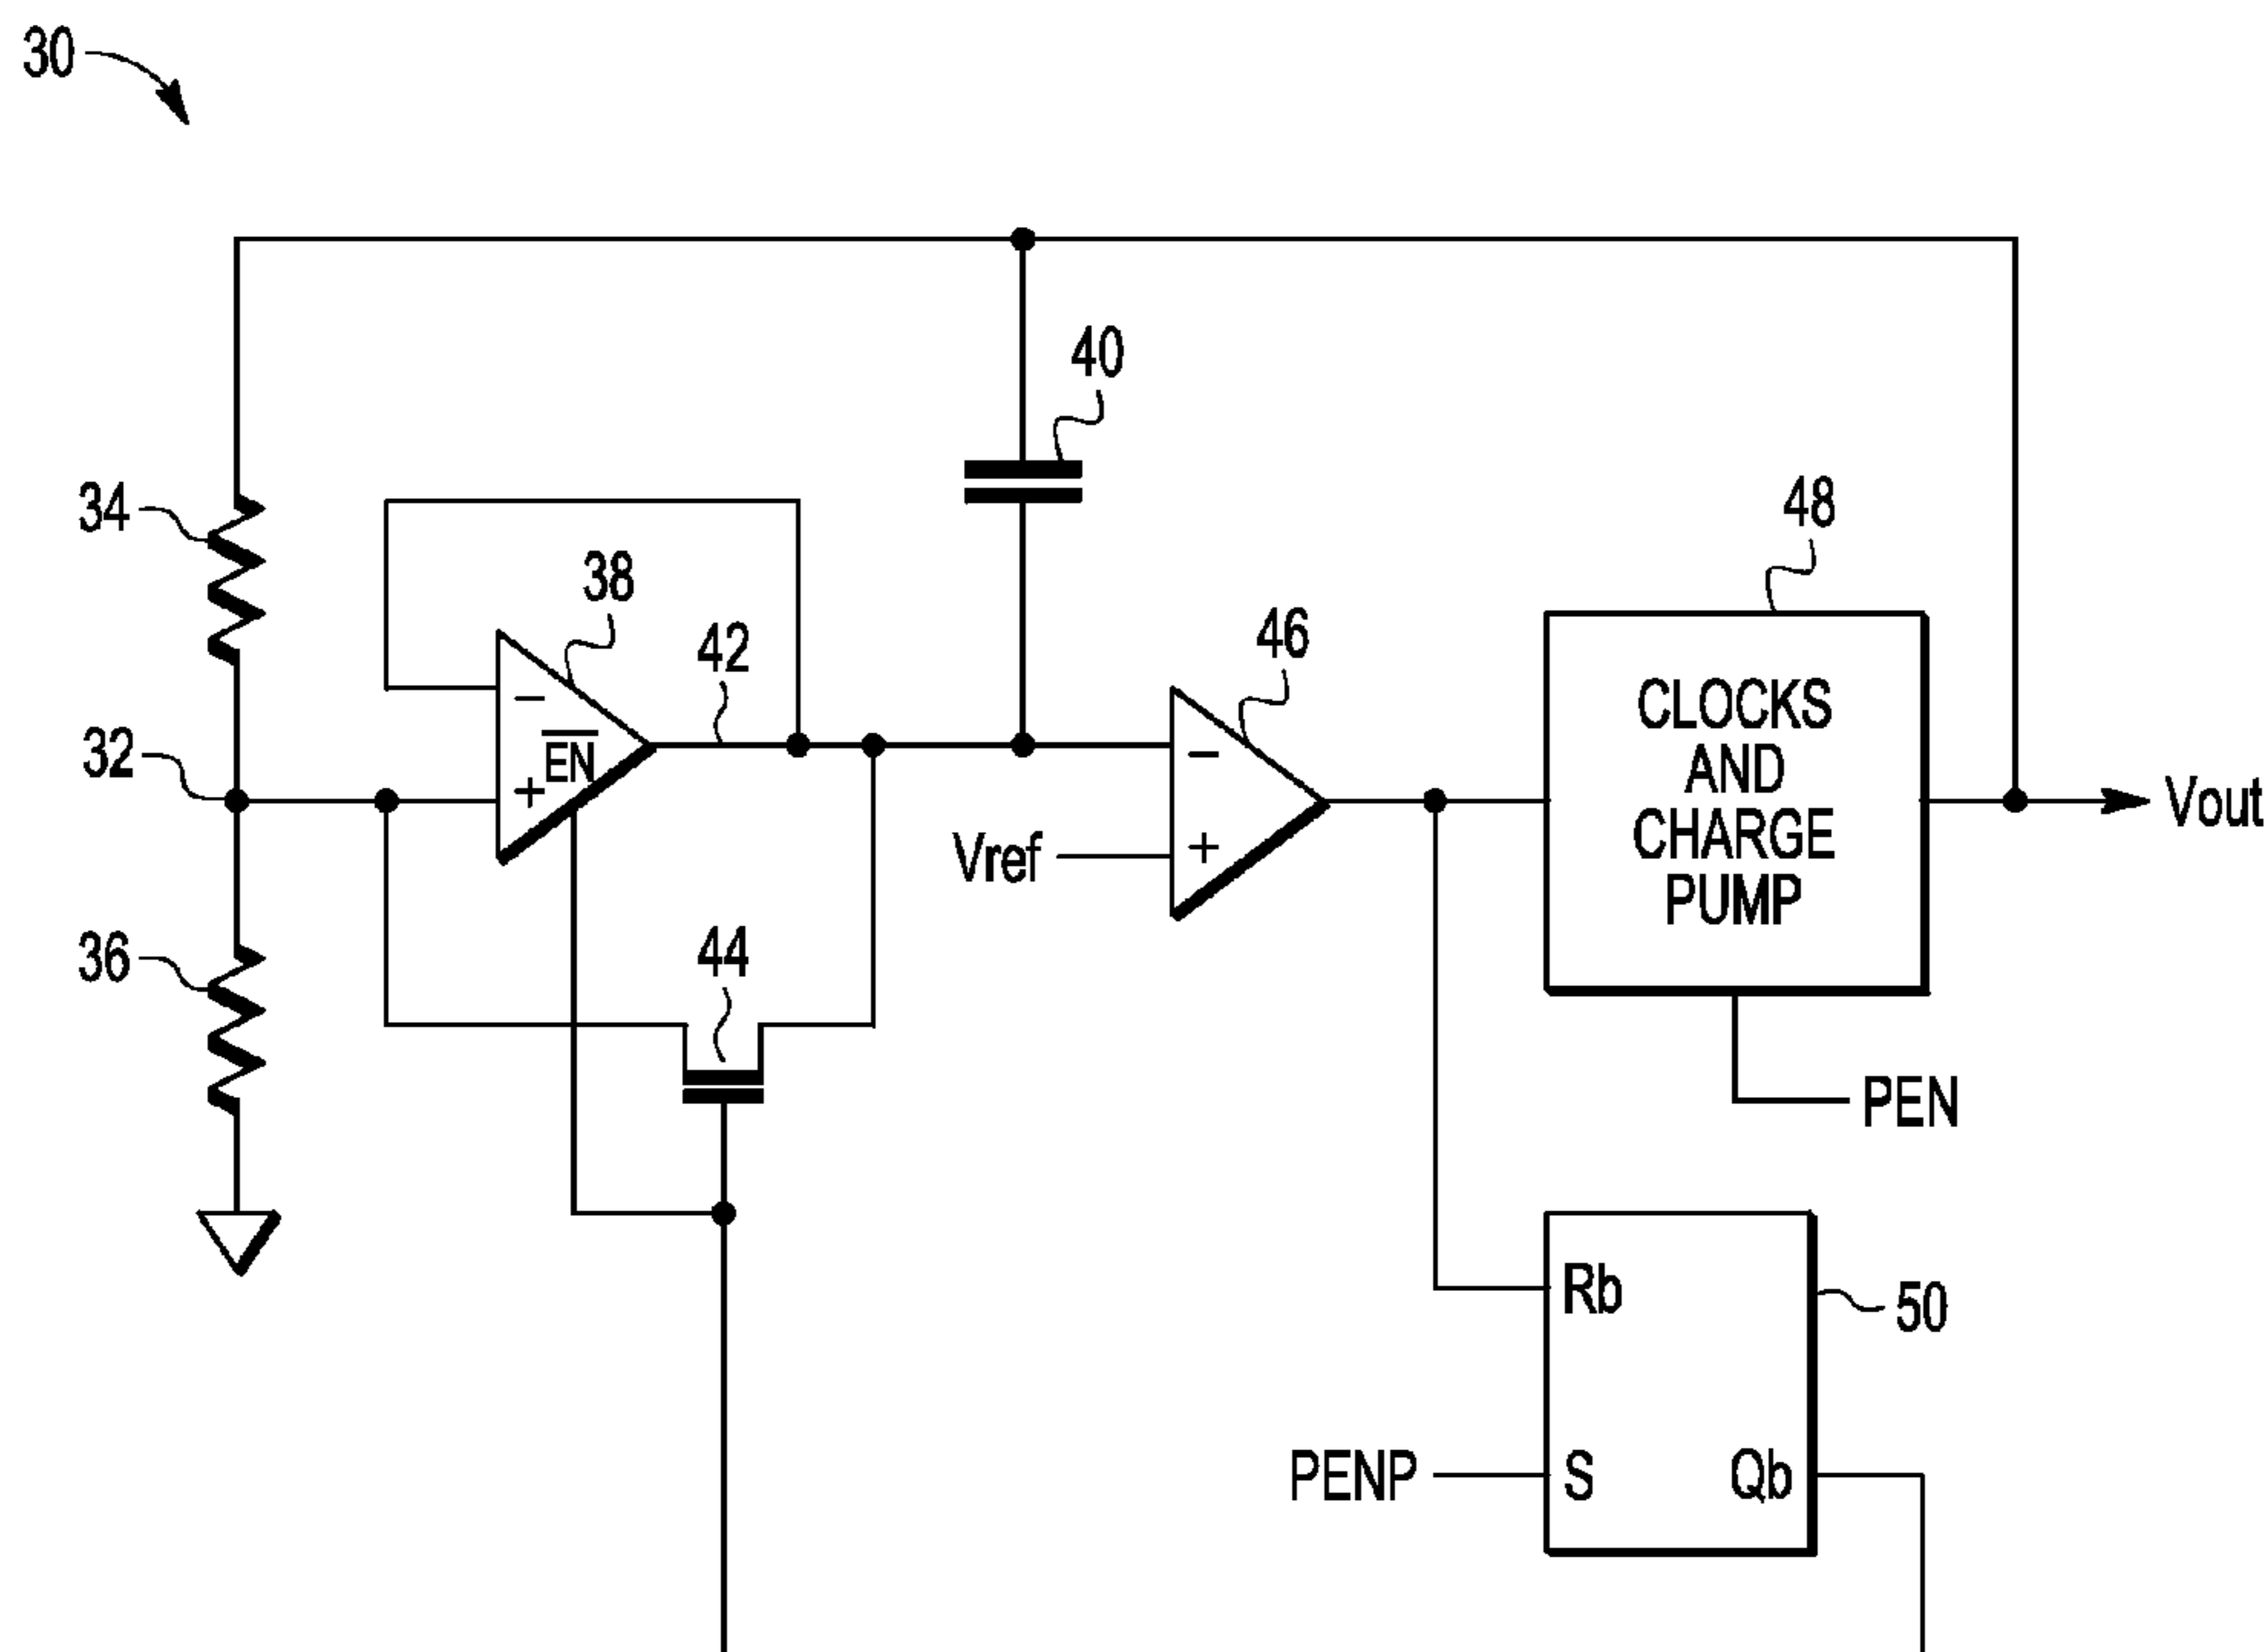 30
40
34
48
38
42
46
32
−
EN
+
−
+
Vref
CLOCKS
AND
CHARGE
PUMP
Vout
36
44
PEN
Rb
50
PENP
S
Qb